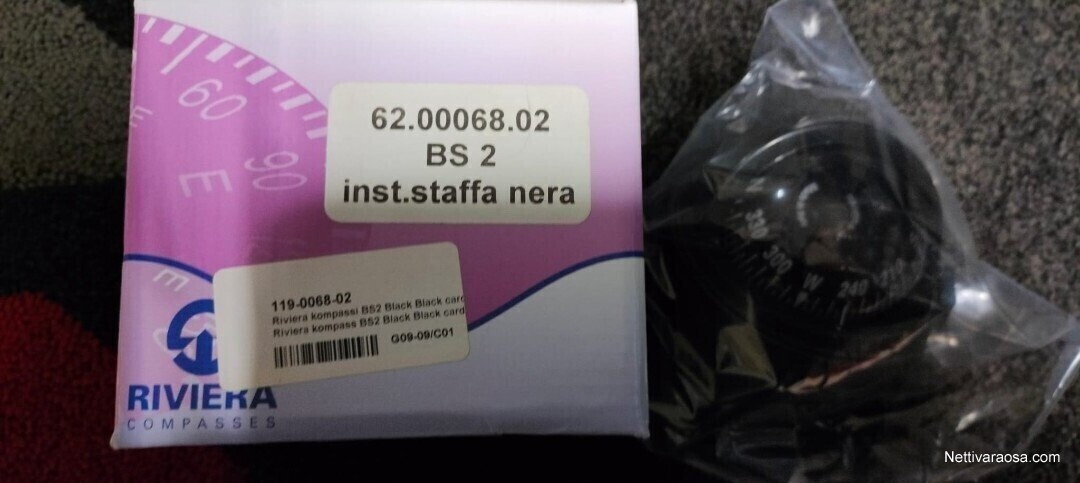 60
90
E
E
62.00068.02
BS 2
inst.staffa nera
119-0068-02
Riviera kompassi BS2 Black Black card
Riviera kompass BS2 Black Black card
G09-09/C01
RIVIERA
COMPASSES
N
330
300
W
240
210
Nettivaraosa.com